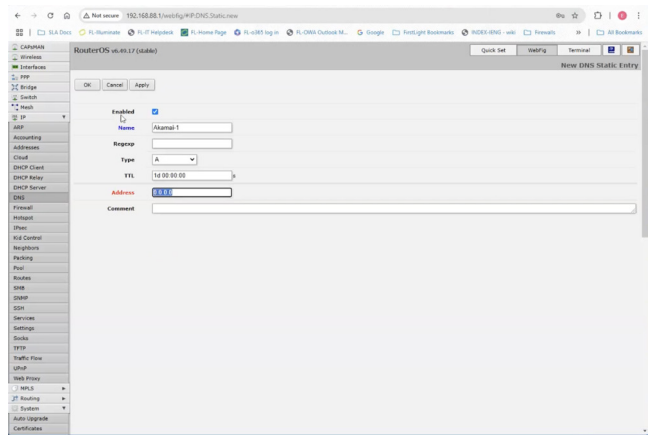 Not secure 192.168.88.1/webfig/#IP:DNS.Static.new
SLA Docs FL-Illuminate FL-IT Helpdesk FL-Home Page FL-o365 log in FL-OWA Outlook M... Google FirstLight Bookmarks INDEX-IENG - wiki Firewalls » All Bookmarks
CAPsMAN
RouterOS v6.49.17 (stable)
Quick Set WebFig Terminal
Wireless
Interfaces
New DNS Static Entry
PPP
Bridge
OK Cancel Apply
Switch
Mesh
IP
Enabled
ARP
Name Akamai-1
Accounting
Addresses
Regexp
Cloud
Type A
DHCP Client
DHCP Relay
TTL 1d 00:00:00 s
DHCP Server
DNS
Address 0.0.0.0
Firewall
Hotspot
Comment
IPsec
Kid Control
Neighbors
Packing
Pool
Routes
SMB
SNMP
SSH
Services
Settings
Socks
TFTP
Traffic Flow
UPnP
Web Proxy
MPLS
Routing
System
Auto Upgrade
Certificates